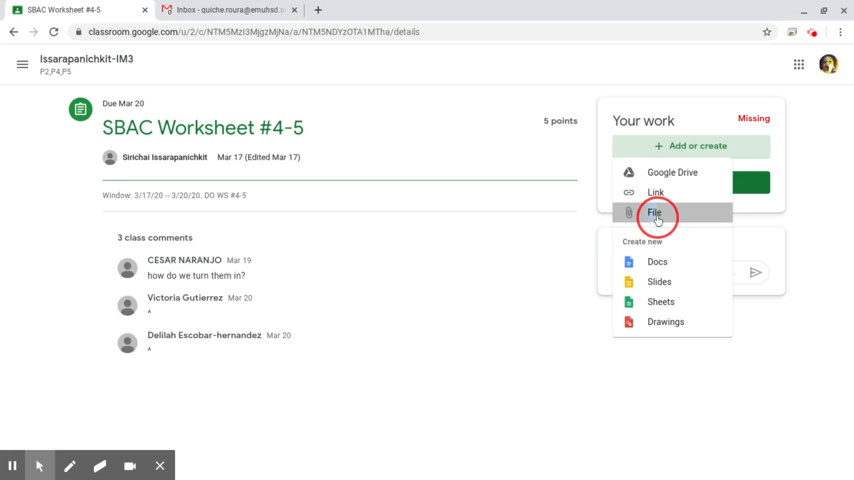 SBAC Worksheet #4-5
Inbox - quiche.roura@emuhsd.o
classroom.google.com/u/2/c/NTM5MzI3MjgzMjNa/a/NTM5NDYzOTA1MTha/details
Issarapanichkit-IM3
P2,P4,P5
Due Mar 20
SBAC Worksheet #4-5
5 points
Sirichai Issarapanichkit Mar 17 (Edited Mar 17)
Window: 3/17/20 -- 3/20/20. DO WS #4-5
3 class comments
CESAR NARANJO Mar 19
how do we turn them in?
Victoria Gutierrez Mar 20
^
Delilah Escobar-hernandez Mar 20
^
Your work Missing
+ Add or create
Google Drive
Link
File
Create new
Docs
Slides
Sheets
Drawings